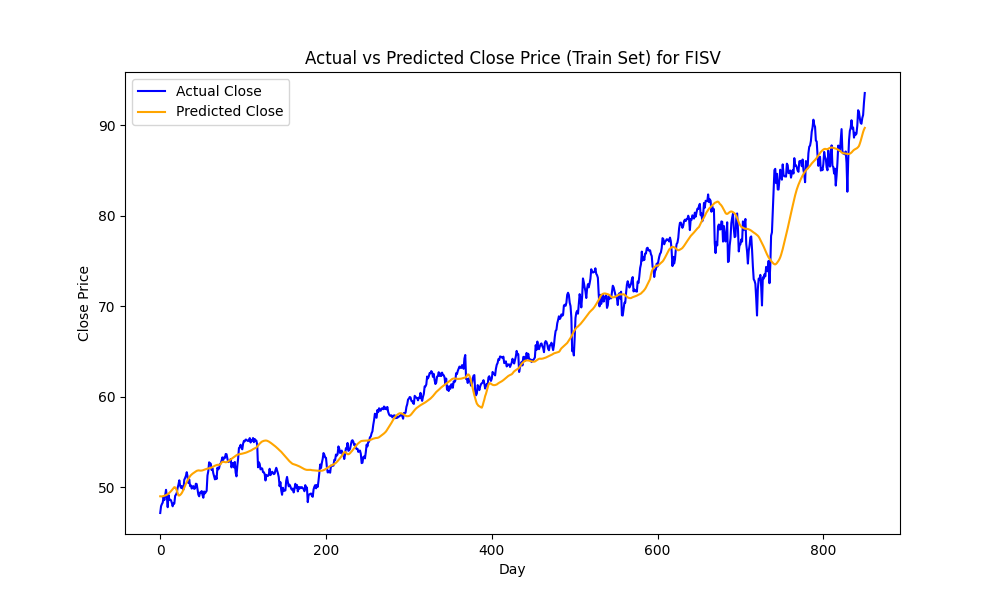 Actual vs Predicted Close Price (Train Set) for FISV
Actual Close
Predicted Close
90
80
70
60
50
Close Price
0 200 400 600 800
Day